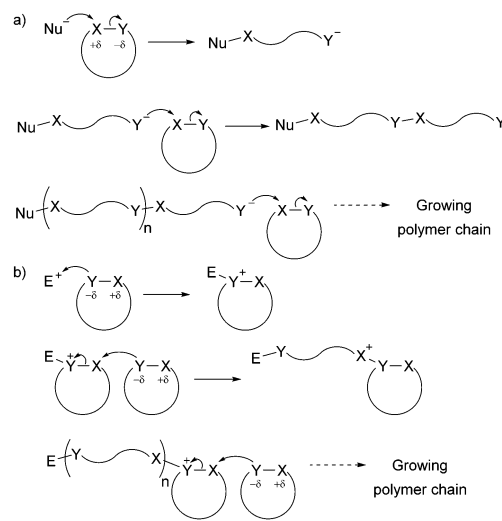 a) Nu⁻ X Y Nu X Y⁻
+δ −δ
Nu X Y⁻ X Y Nu X Y X Y
Nu X Y n X Y⁻ X Y Growing
polymer chain
b) E⁺ Y X E Y⁺ X
−δ +δ
E Y⁺ X Y X E Y X⁺ Y X
−δ +δ
E Y X n Y⁺ X Y X Growing
−δ +δ polymer chain